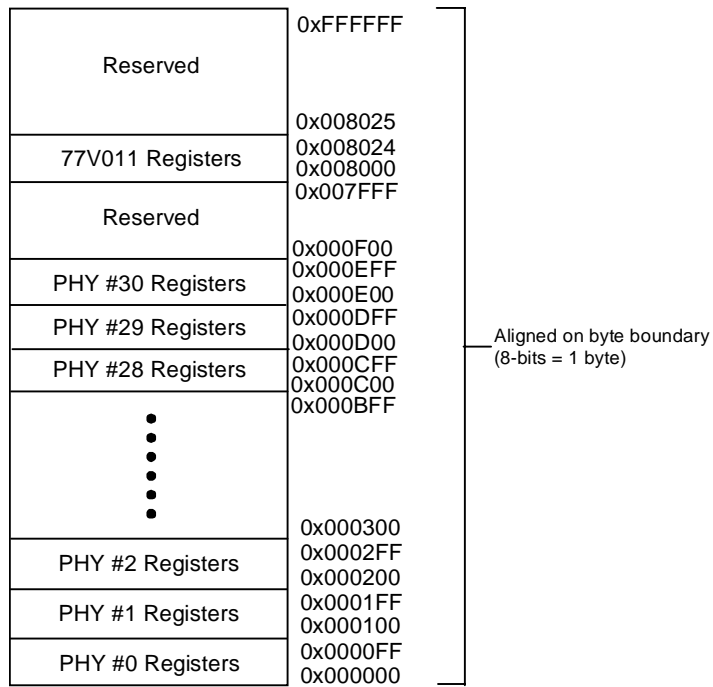 0xFFFFFF
Reserved
0x008025
77V011 Registers
0x008024
0x008000
0x007FFF
Reserved
0x000F00
PHY #30 Registers
0x000EFF
0x000E00
PHY #29 Registers
0x000DFF
0x000D00
PHY #28 Registers
0x000CFF
0x000C00
0x000BFF
0x000300
PHY #2 Registers
0x0002FF
0x000200
PHY #1 Registers
0x0001FF
0x000100
PHY #0 Registers
0x0000FF
0x000000
Aligned on byte boundary
(8-bits = 1 byte)